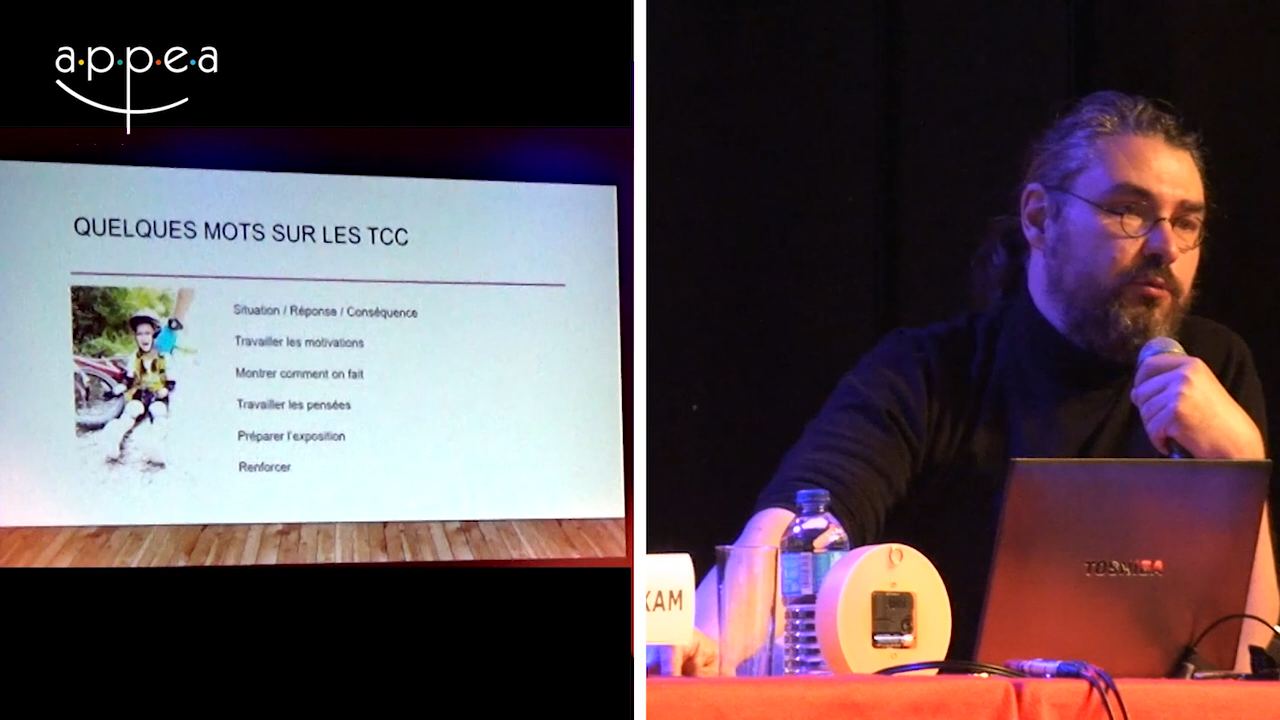 a·p·p·e·a
QUELQUES MOTS SUR LES TCC
Situation / Réponse / Conséquence
Travailler les motivations
Montrer comment on fait
Travailler les pensées
Préparer l'exposition
Renforcer
KAM
TOSHIBA